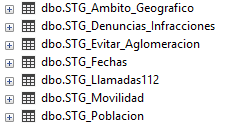 dbo.STG_Ambito_Geografico
dbo.STG_Denuncias_Infracciones
dbo.STG_Evitar_Aglomeracion
dbo.STG_Fechas
dbo.STG_Llamadas112
dbo.STG_Movilidad
dbo.STG_Poblacion